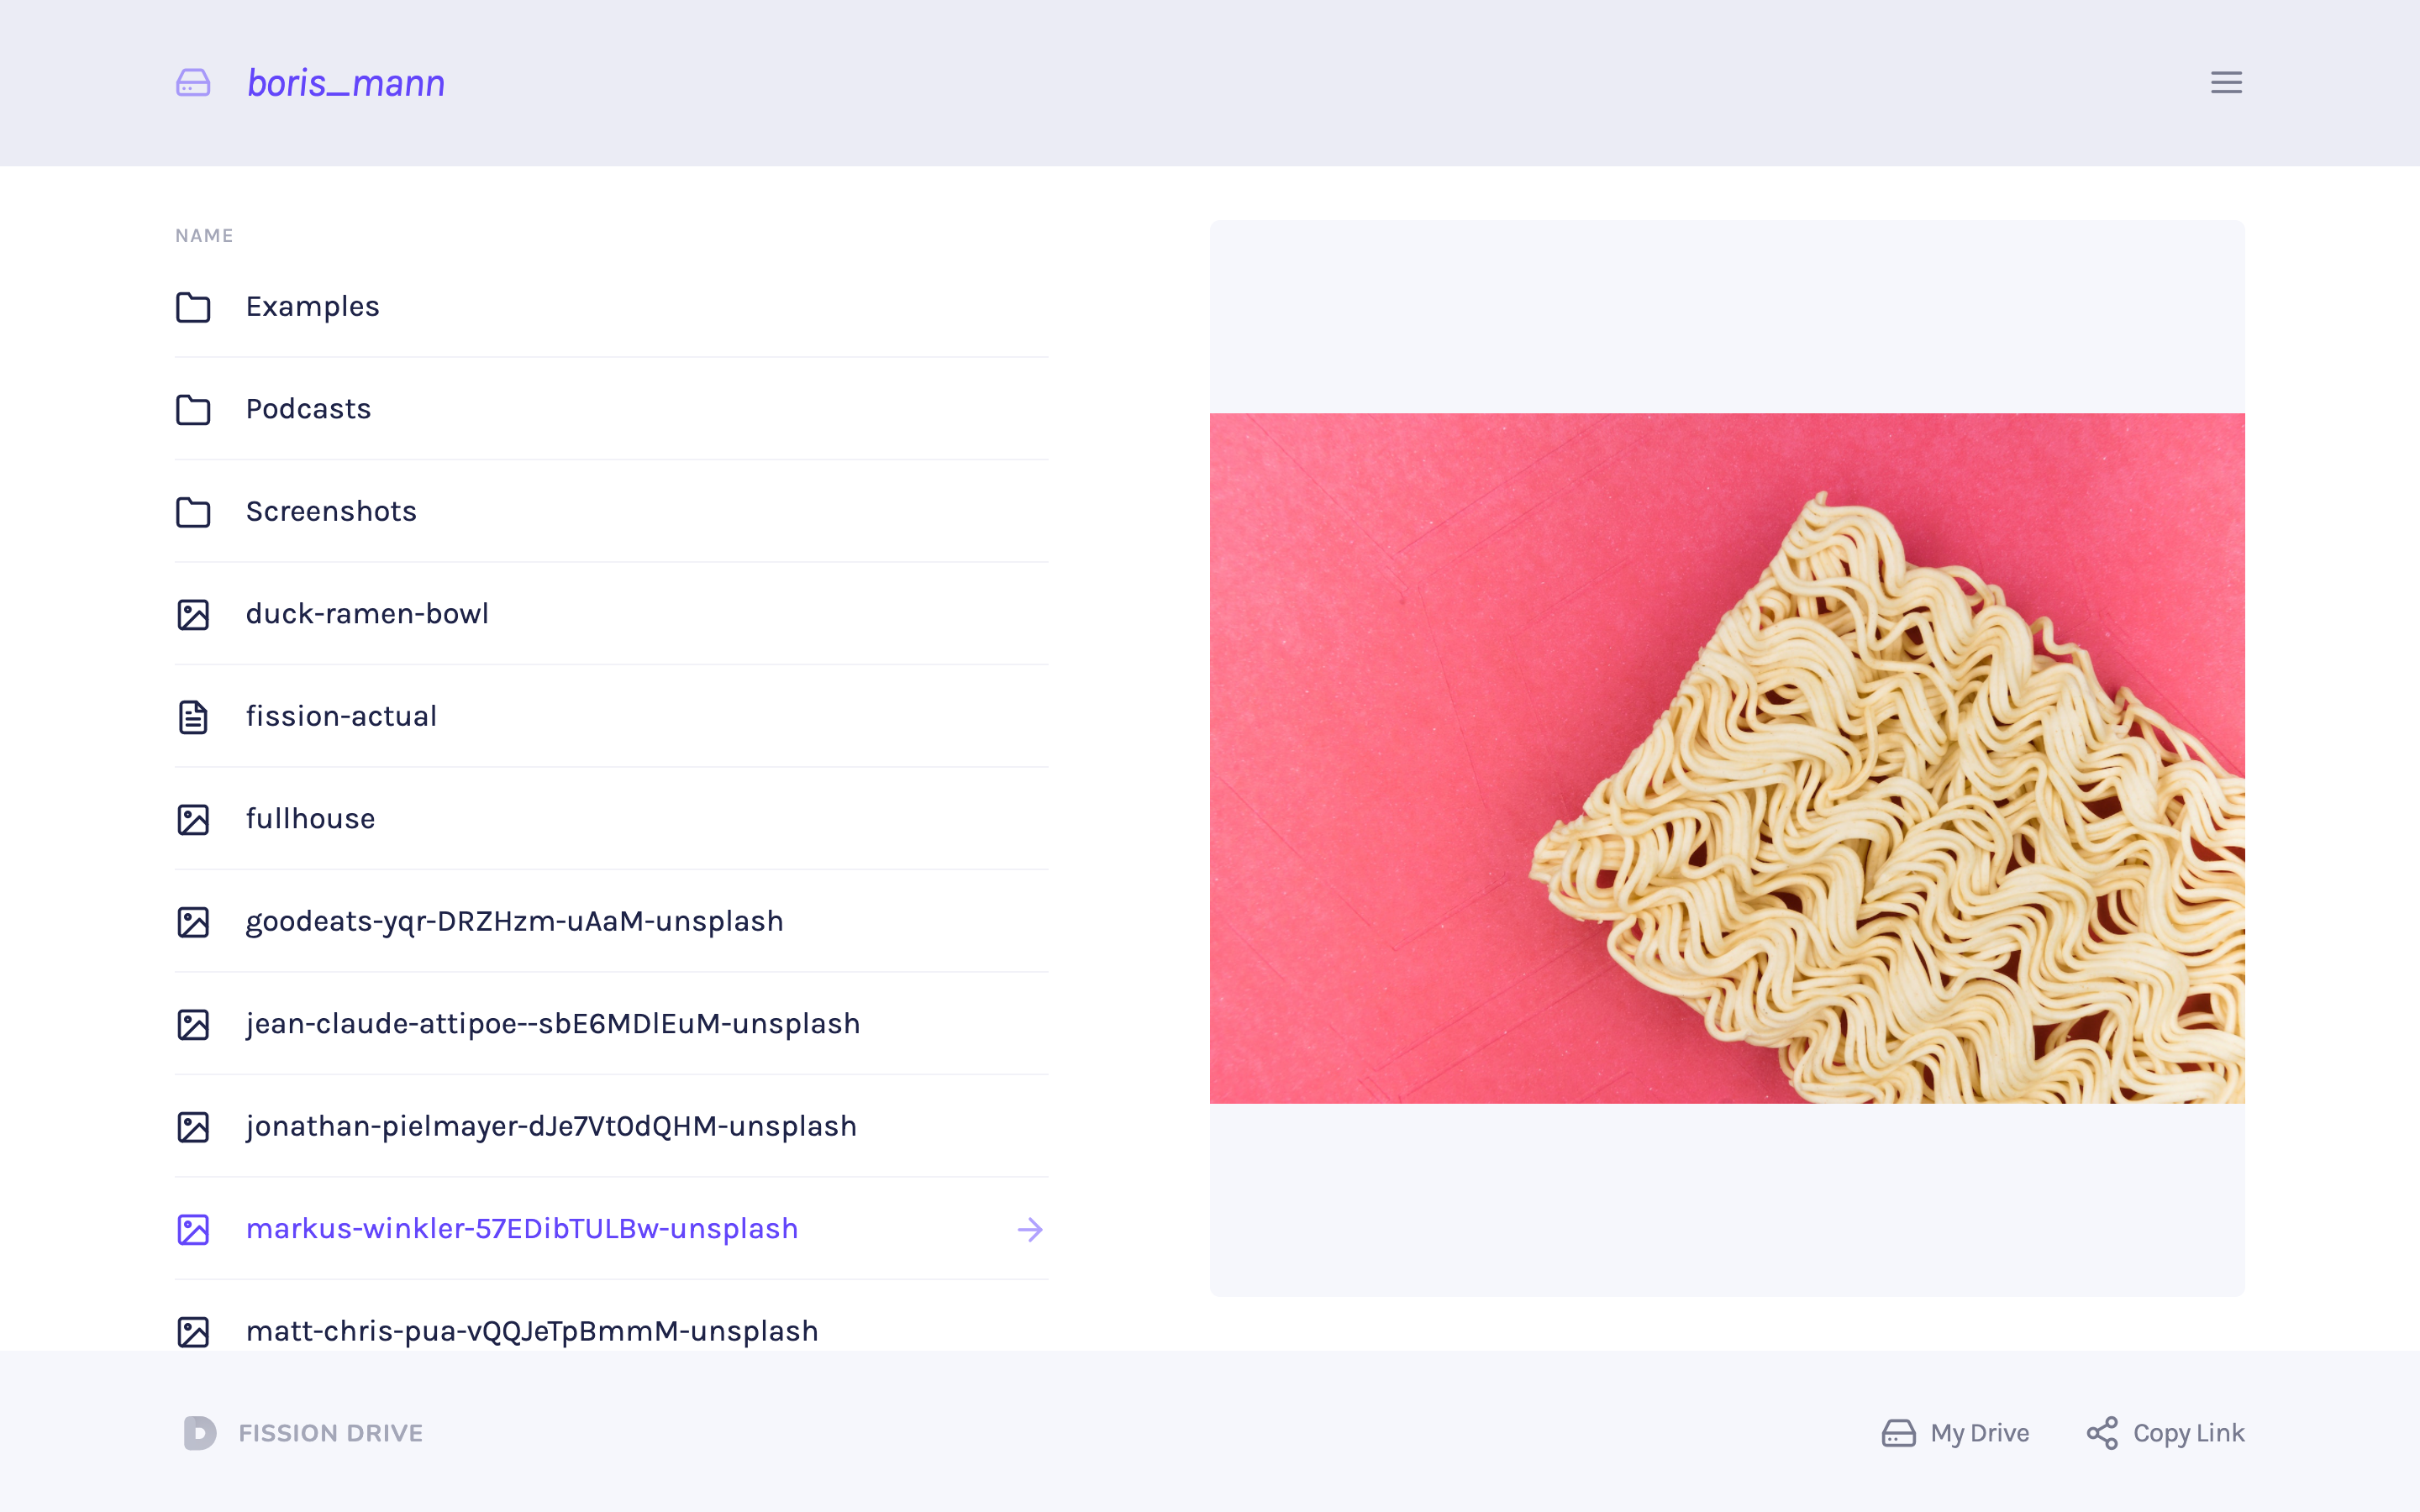 boris_mann
NAME
Examples
Podcasts
Screenshots
duck-ramen-bowl
fission-actual
fullhouse
goodeats-yqr-DRZHzm-uAaM-unsplash
jean-claude-attipoe--sbE6MDlEuM-unsplash
jonathan-pielmayer-dJe7Vt0dQHM-unsplash
markus-winkler-57EDibTULBw-unsplash
matt-chris-pua-vQQJeTpBmmM-unsplash
FISSION DRIVE
My Drive
Copy Link